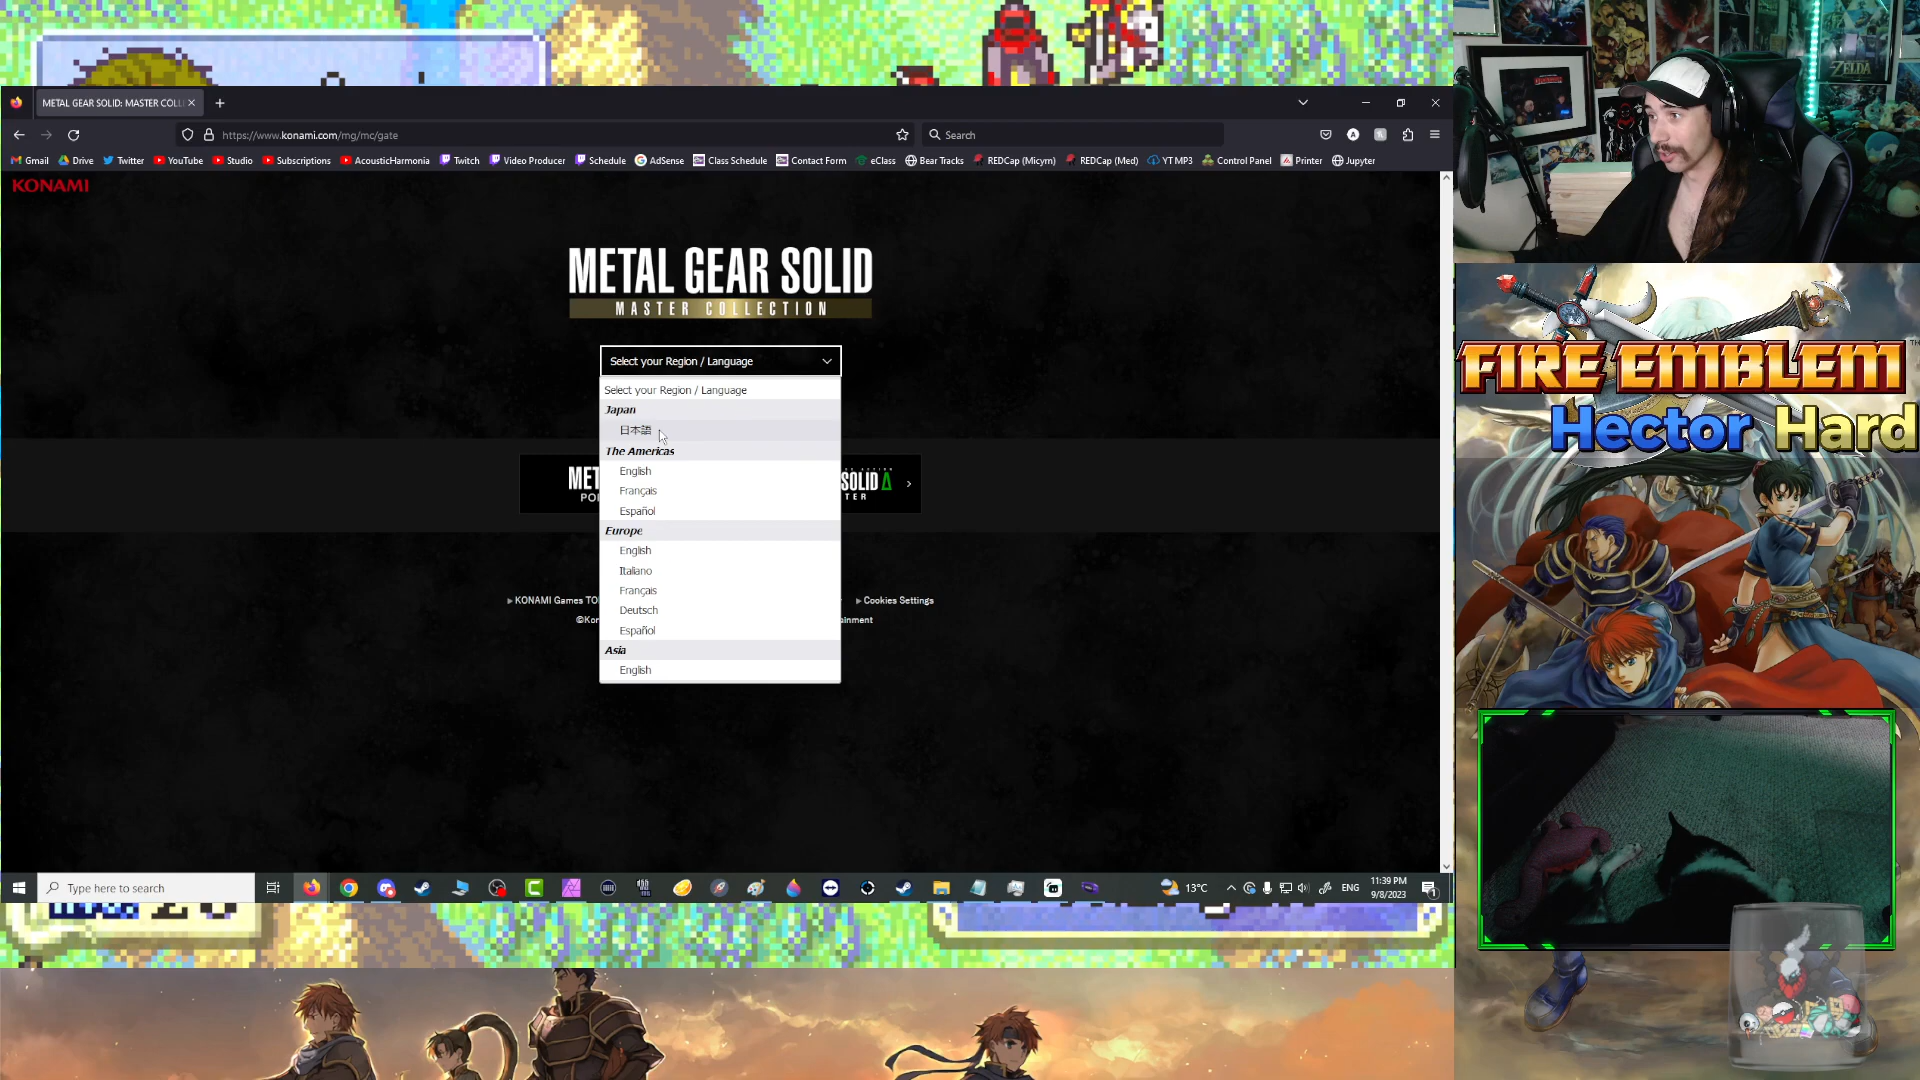 METAL GEAR SOLID: MASTER COLL
https://www.konami.com/mg/mc/gate
Search
Gmail
Drive
Twitter
YouTube
Studio
Subscriptions
AcousticHarmonia
Twitch
Video Producer
Schedule
AdSense
Class Schedule
Contact Form
eClass
Bear Tracks
REDCap (Micym)
REDCap (Med)
YT MP3
Control Panel
Printer
Jupyter
KONAMI
METAL GEAR SOLID
MASTER COLLECTION
Select your Region / Language
Select your Region / Language
Japan
日本語
The Americas
English
Français
Español
Europe
English
Italiano
Français
Deutsch
Español
Asia
English
MET
SOLID Δ
KONAMI Games
Cookies Settings
Type here to search
13°C
ENG
11:39 PM
9/8/2023
1
ZELDA
FIRE EMBLEM
TM
Hector Hard